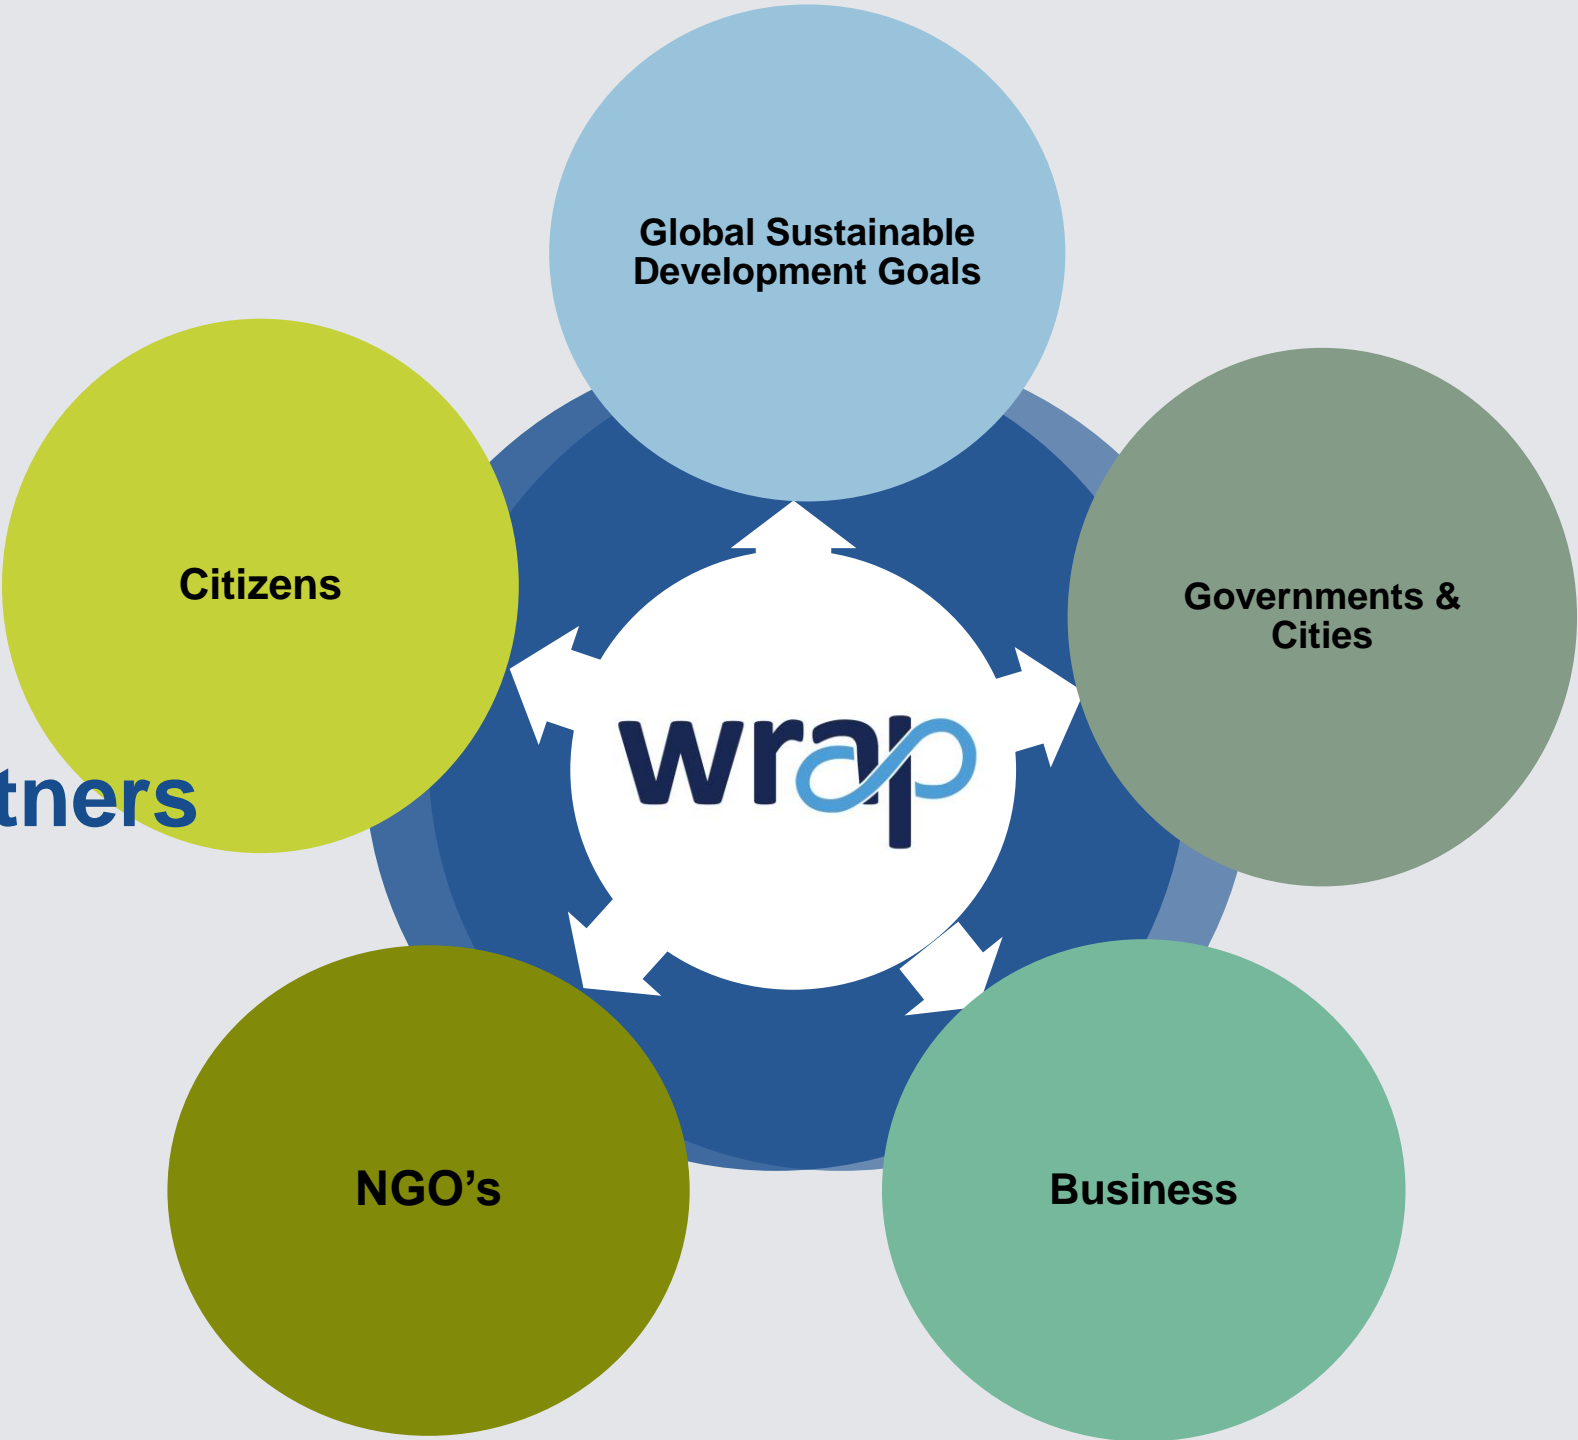 Global Sustainable
Development Goals
Citizens
Governments &
Cities
wrap
tners
NGO’s
Business